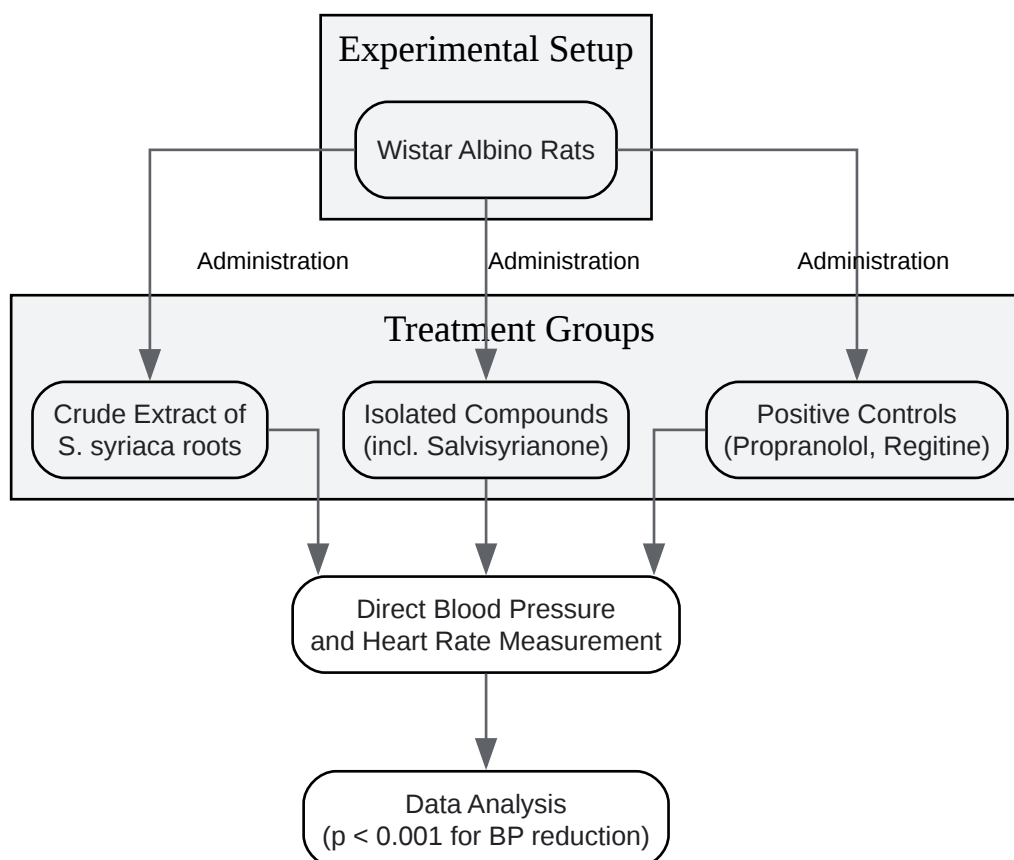 Experimental Setup
Wistar Albino Rats
Administration
Administration
Administration
Treatment Groups
Crude Extract of
S. syriaca roots
Isolated Compounds
(incl. Salvisyrianone)
Positive Controls
(Propranolol, Regitine)
Direct Blood Pressure
and Heart Rate Measurement
Data Analysis
(p < 0.001 for BP reduction)